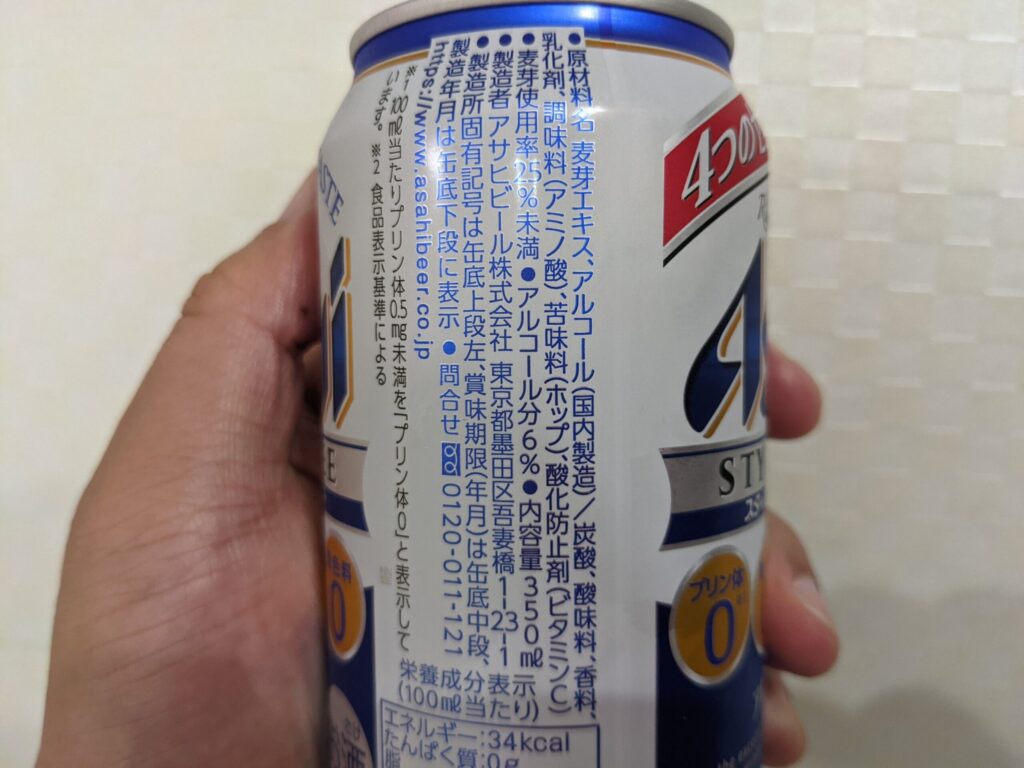 ●原材料名 麦芽エキス、アルコール(国内製造)/炭酸、酸味料、香料、
乳化剤、調味料(アミノ酸)、苦味料(ホップ)、酸化防止剤(ビタミンC)
●麦芽使用率25%未満 ●アルコール分6% ●内容量350㎖
●製造者 アサヒビール株式会社 東京都墨田区吾妻橋1-23-1
●製造所固有記号は缶底上段左、賞味期限(年月)は缶底中段、
製造年月は缶底下段に表示 ●問合せ 0120-011-121
https://www.asahibeer.co.jp
※1 100㎖当たりプリン体0.5㎎未満を「プリン体0」と表示して
います。 ※2 食品表示基準による
栄養成分表示
(100㎖当たり)
エネルギー:34kcal
たんぱく質:0g
脂
4つの
STY
プリン体
0
0